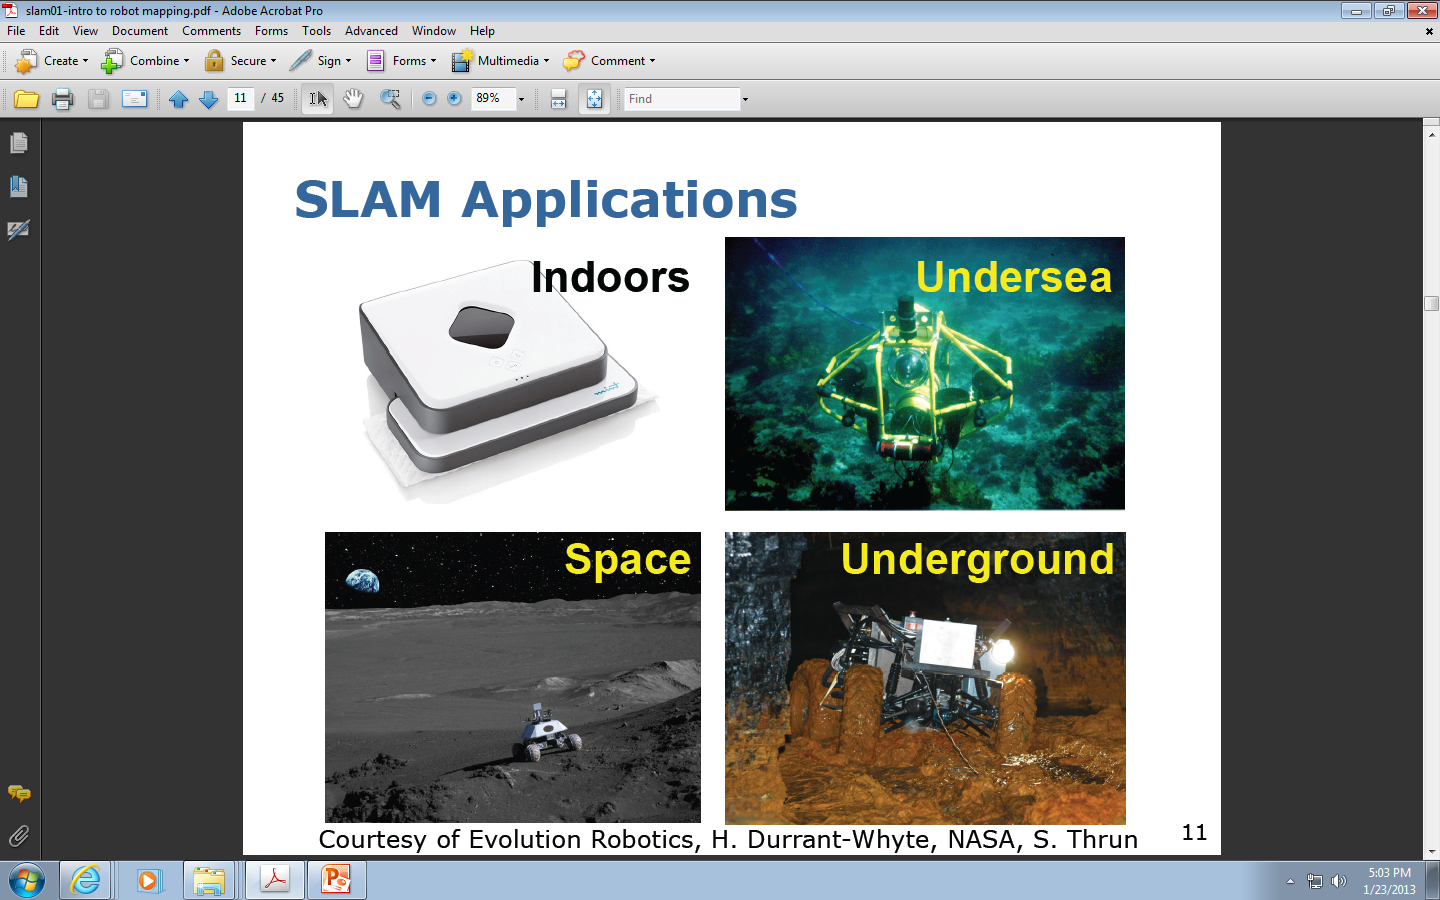 slam01-intro to robot mapping.pdf - Adobe Acrobat Pro
File Edit View Document Comments Forms Tools Advanced Window Help
Create Combine Secure Sign Forms Multimedia Comment
11 / 45 89% Find
SLAM Applications
Indoors
Undersea
mint
Space
Underground
Courtesy of Evolution Robotics, H. Durrant-Whyte, NASA, S. Thrun
11
5:03 PM
1/23/2013